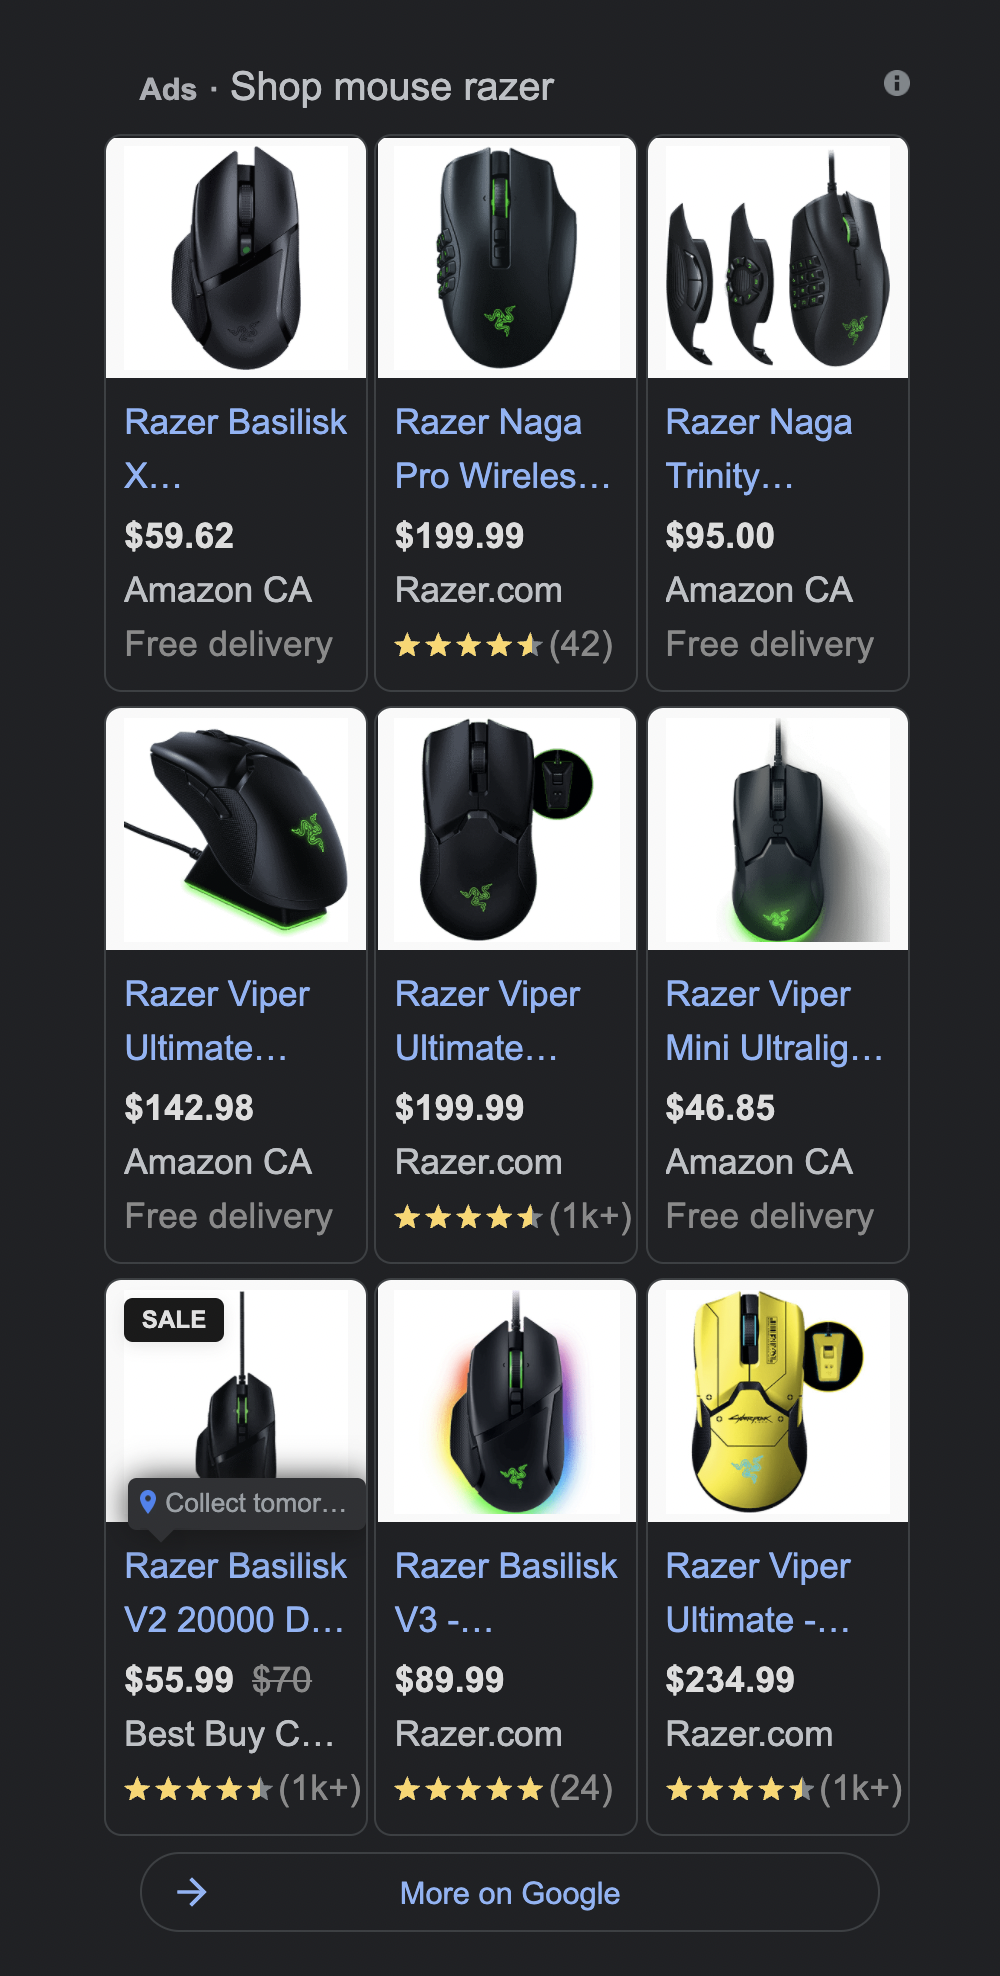 Ads · Shop mouse razer
Razer Basilisk
X...
$59.62
Amazon CA
Free delivery
Razer Naga
Pro Wireles...
$199.99
Razer.com
(42)
Razer Naga
Trinity...
$95.00
Amazon CA
Free delivery
Razer Viper
Ultimate...
$142.98
Amazon CA
Free delivery
Razer Viper
Ultimate...
$199.99
Razer.com
(1k+)
Razer Viper
Mini Ultralig...
$46.85
Amazon CA
Free delivery
SALE
Collect tomor...
Razer Basilisk
V2 20000 D...
$55.99 $70
Best Buy C...
(1k+)
Razer Basilisk
V3 -...
$89.99
Razer.com
(24)
Cyberpunk
Razer Viper
Ultimate -...
$234.99
Razer.com
(1k+)
More on Google